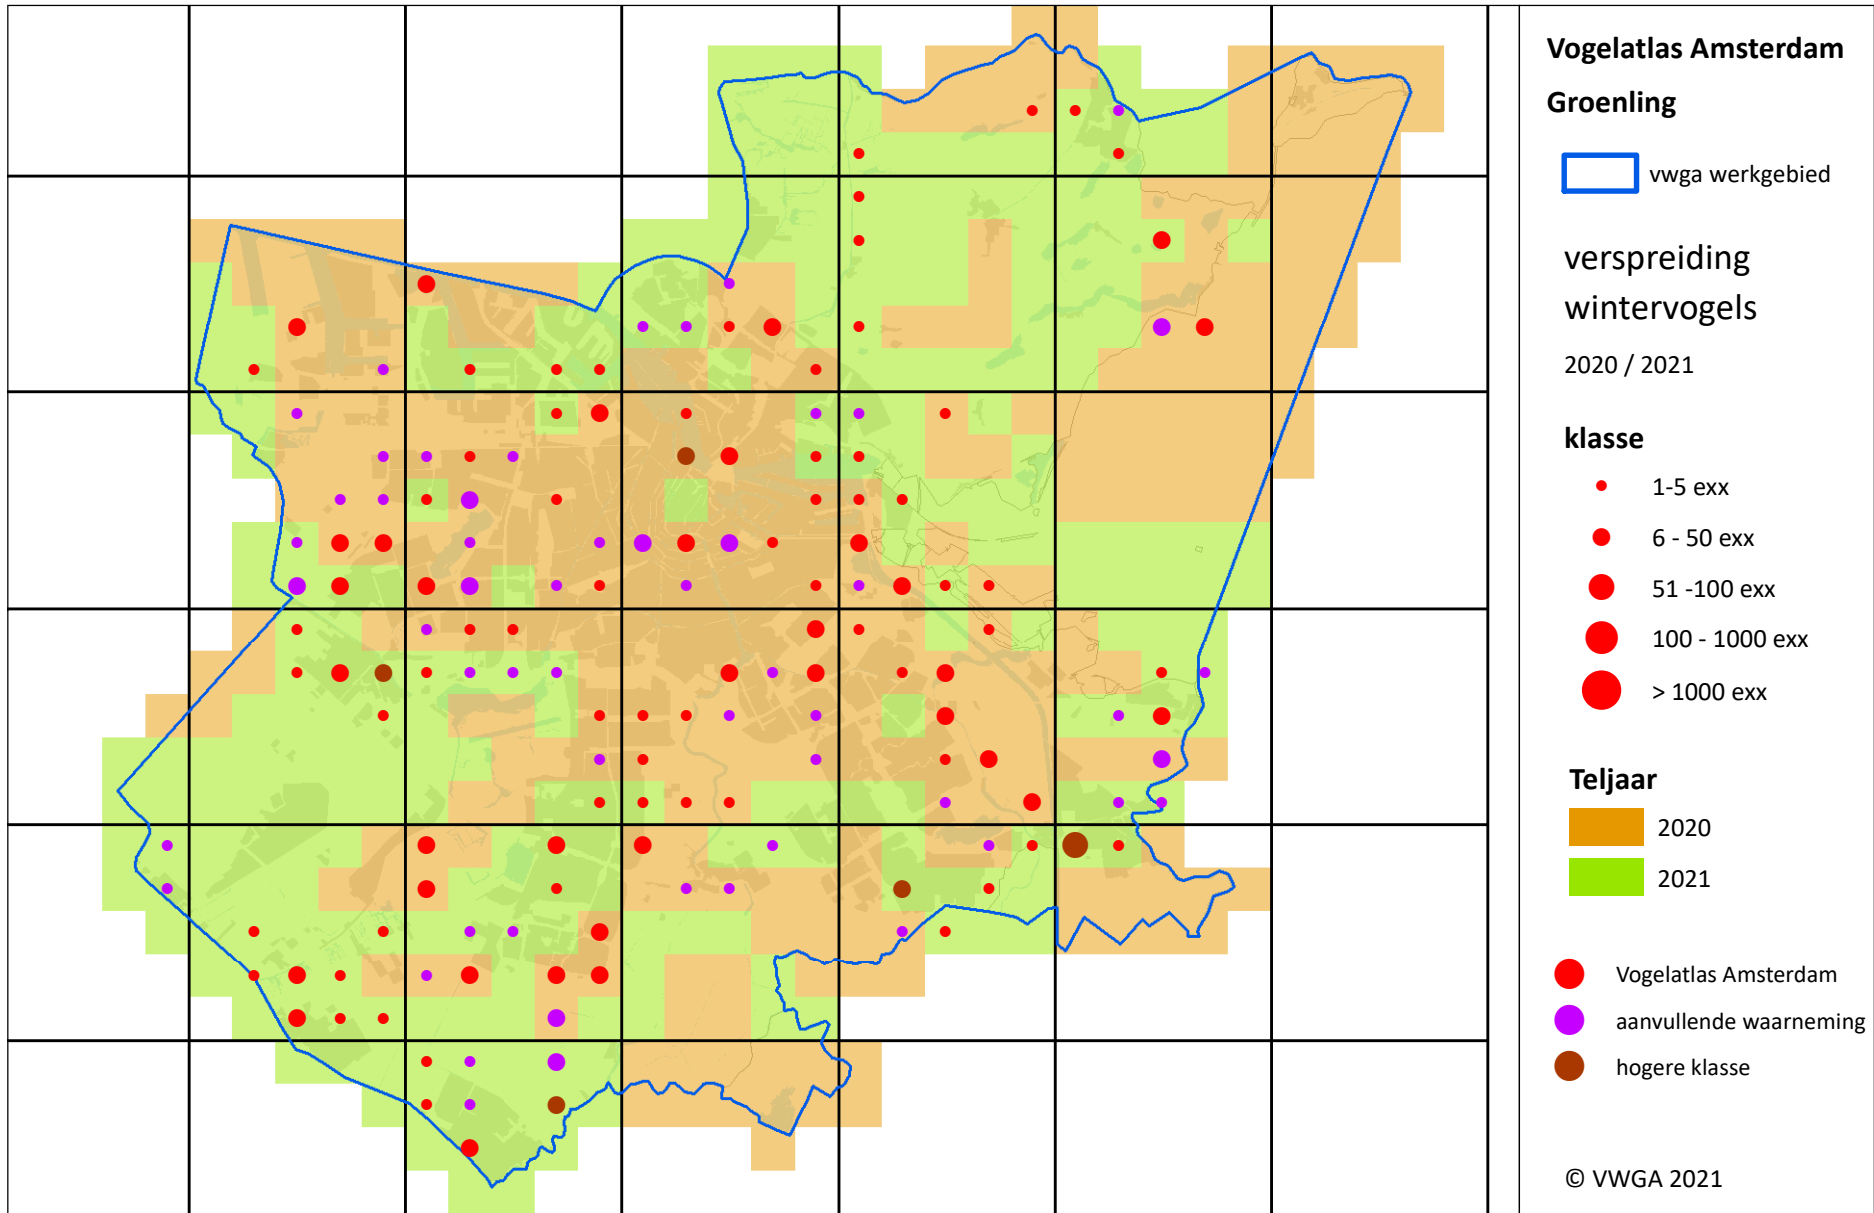 Vogelatlas Amsterdam
Groenling
vwga werkgebied
verspreiding
wintervogels
2020 / 2021
klasse
1-5 exx
6 - 50 exx
51 -100 exx
100 - 1000 exx
> 1000 exx
Teljaar
2020
2021
Vogelatlas Amsterdam
aanvullende waarneming
hogere klasse
© VWGA 2021